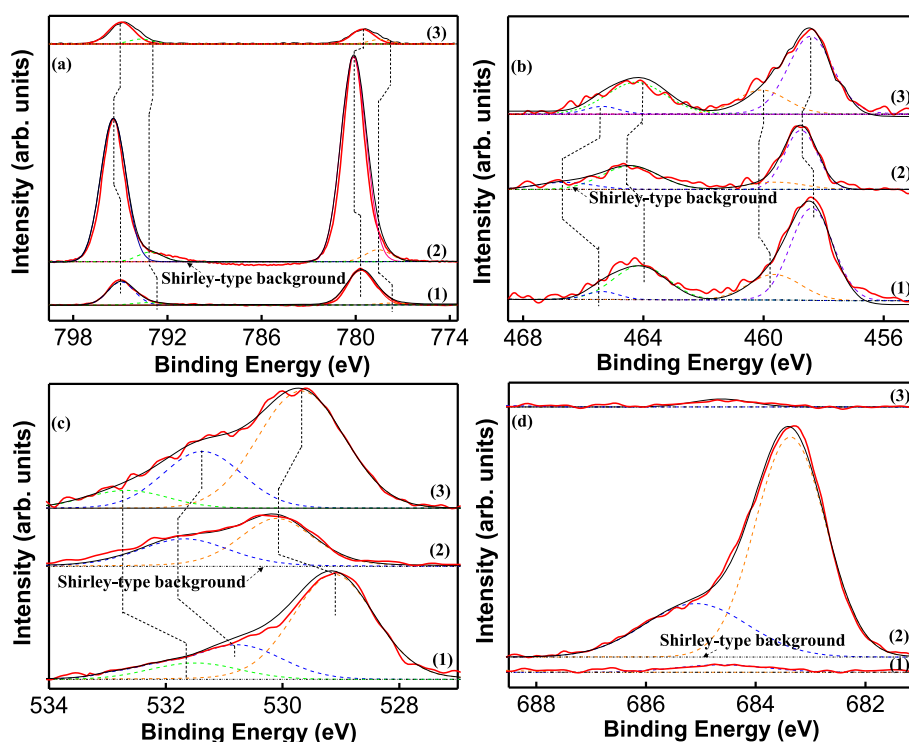 (3)
(a)
(2)
Shirley-type background
(1)
798 792 786 780 774
Binding Energy (eV)
Intensity (arb. units)
(b)
(3)
(2)
Shirley-type background
(1)
468 464 460 456
Binding Energy (eV)
Intensity (arb. units)
(c)
(3)
(2)
Shirley-type background
(1)
534 532 530 528
Binding Energy (eV)
Intensity (arb. units)
(3)
(d)
(2)
Shirley-type background
(1)
688 686 684 682
Binding Energy (eV)
Intensity (arb. units)